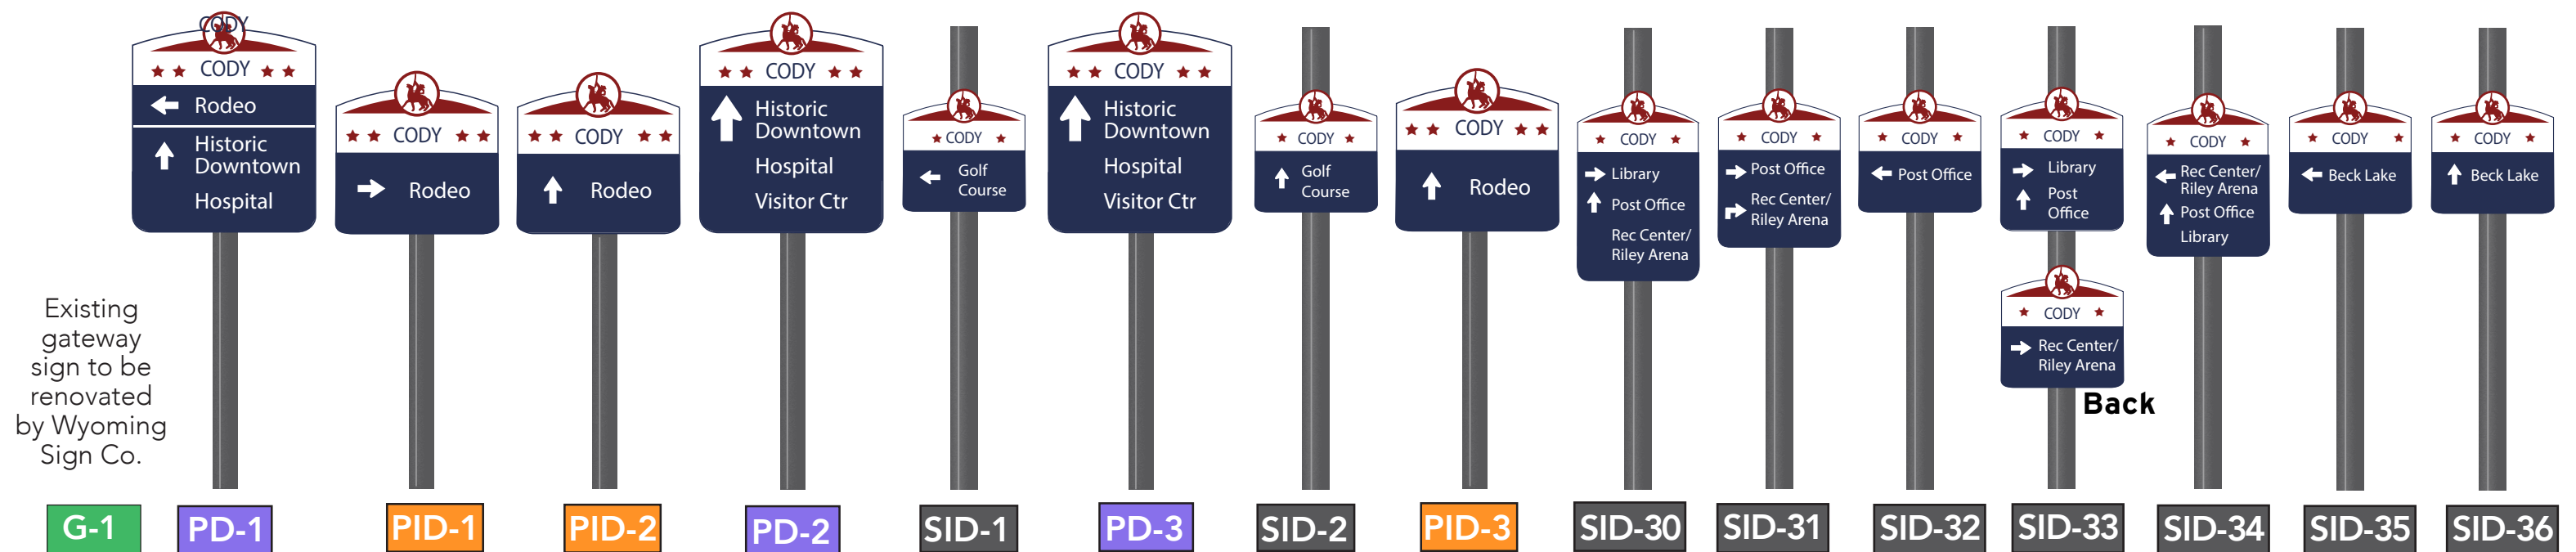 CODY
CODY
Rodeo
Historic
Downtown
Hospital
CODY
Rodeo
CODY
Rodeo
CODY
Historic
Downtown
Hospital
Visitor Ctr
CODY
Golf
Course
CODY
Historic
Downtown
Hospital
Visitor Ctr
CODY
Golf
Course
CODY
Rodeo
CODY
Library
Post Office
Rec Center/
Riley Arena
CODY
Post Office
Rec Center/
Riley Arena
CODY
Post Office
CODY
Library
Post
Office
CODY
Rec Center/
Riley Arena
Back
CODY
Rec Center/
Riley Arena
Post Office
Library
CODY
Beck Lake
CODY
Beck Lake
Existing
gateway
sign to be
renovated
by Wyoming
Sign Co.
G-1
PD-1
PID-1
PID-2
PD-2
SID-1
PD-3
SID-2
PID-3
SID-30
SID-31
SID-32
SID-33
SID-34
SID-35
SID-36